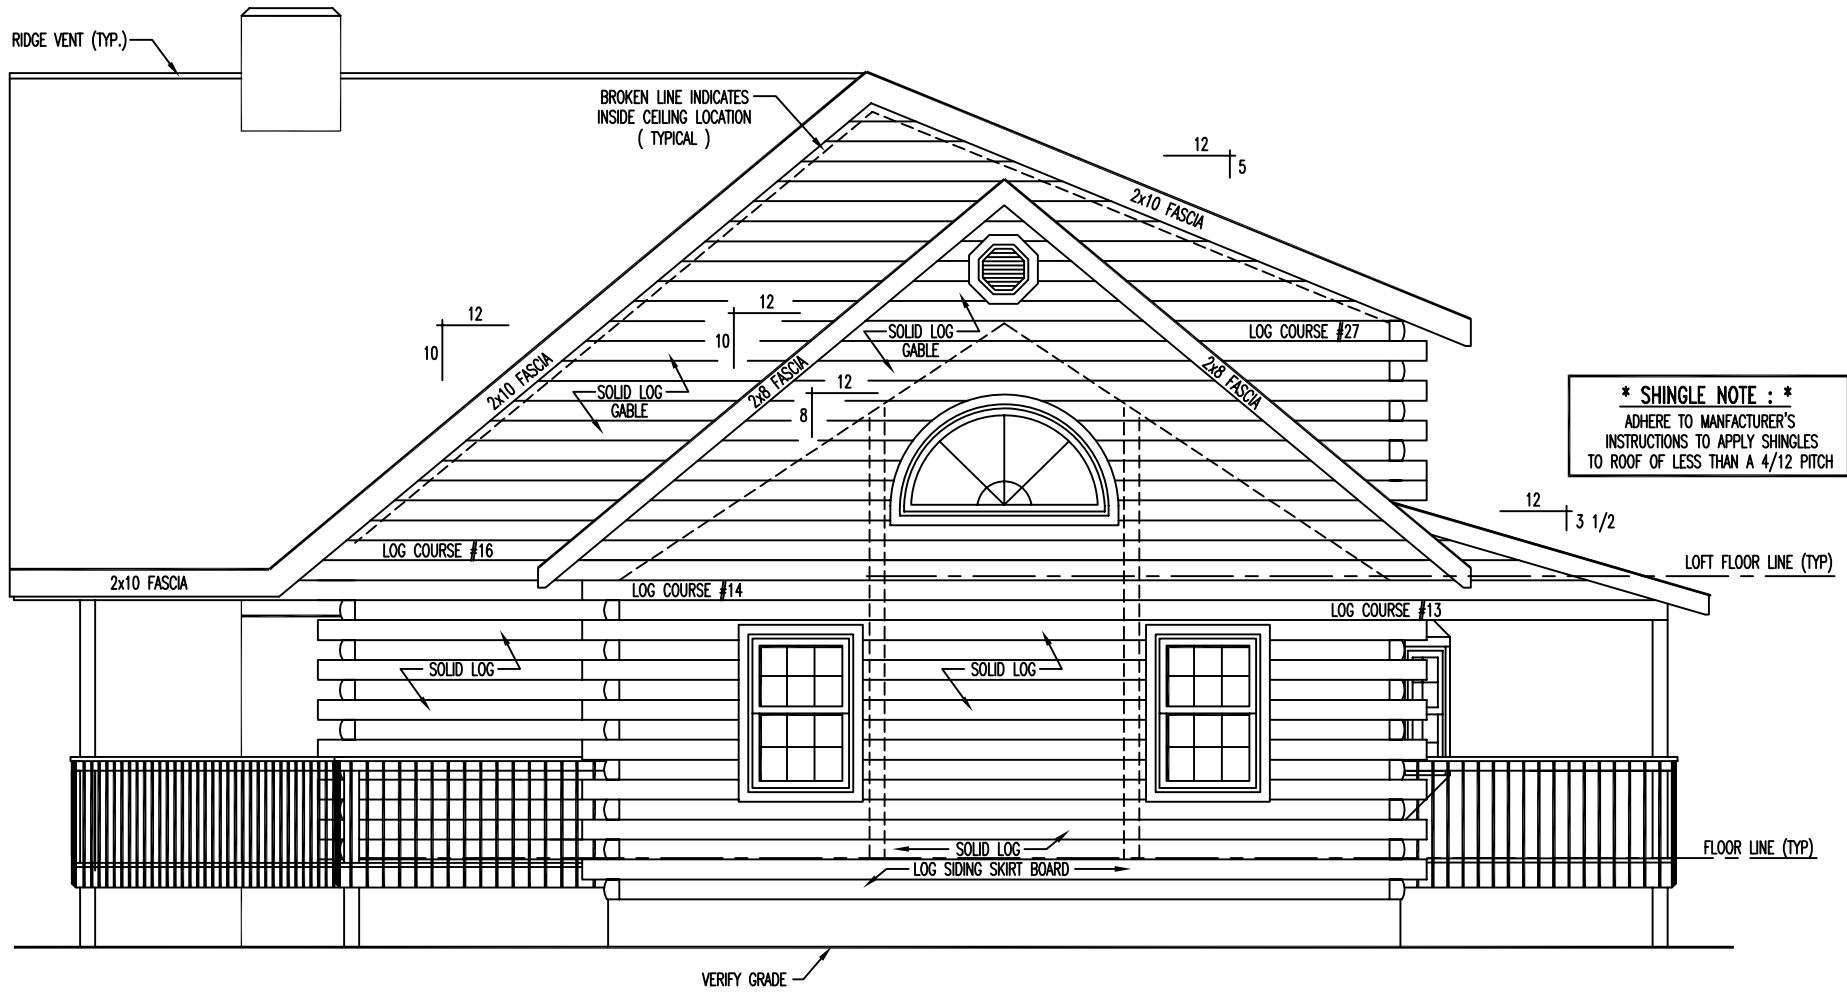 RIDGE VENT (TYP.)
BROKEN LINE INDICATES
INSIDE CEILING LOCATION
( TYPICAL )
12
5
2x10 FASCIA
12
10
12
10
SOLID LOG
GABLE
LOG COURSE #27
2x10 FASCIA
SOLID LOG
GABLE
2x8 FASCIA
12
8
2x8 FASCIA
* SHINGLE NOTE : *
ADHERE TO MANFACTURER'S
INSTRUCTIONS TO APPLY SHINGLES
TO ROOF OF LESS THAN A 4/12 PITCH
12
3 1/2
LOG COURSE #16
LOFT FLOOR LINE (TYP)
2x10 FASCIA
LOG COURSE #14
LOG COURSE #13
SOLID LOG
SOLID LOG
SOLID LOG
FLOOR LINE (TYP)
LOG SIDING SKIRT BOARD
VERIFY GRADE